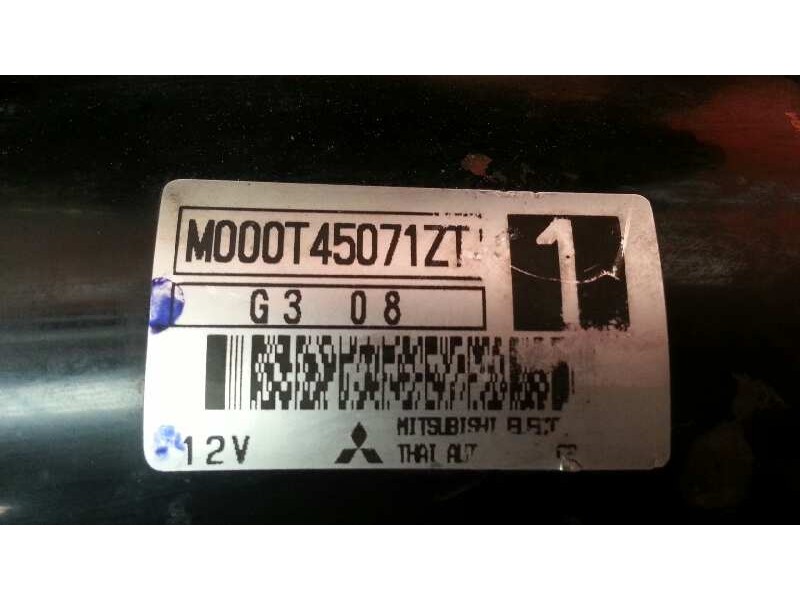 M000T45071ZT
1
G3 08
12V
MITSUBISHI
THAI